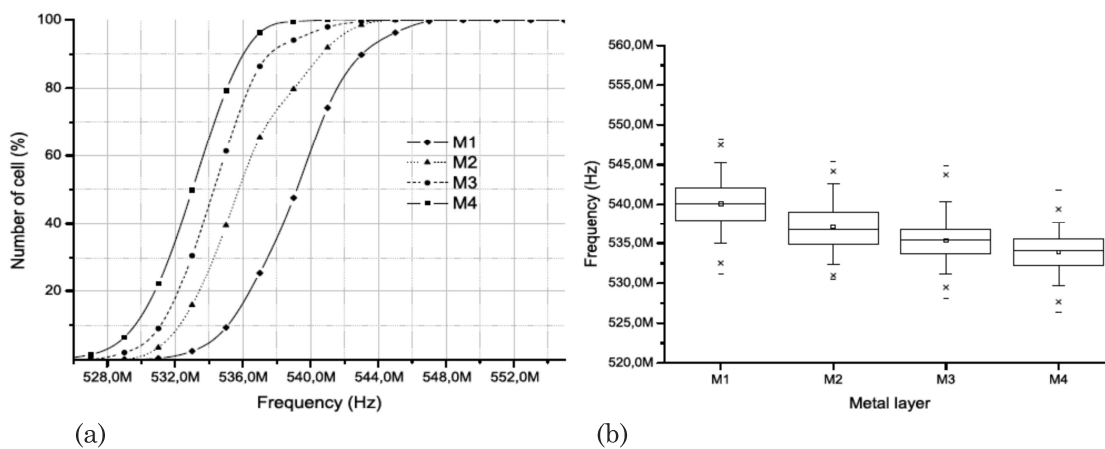 100
80
60
40
20
Number of cell (%)
M1
M2
M3
M4
528,0M 532,0M 536,0M 540,0M 544,0M 548,0M 552,0M
Frequency (Hz)
(a)
560,0M
555,0M
550,0M
545,0M
540,0M
535,0M
530,0M
525,0M
520,0M
Frequency (Hz)
M1 M2 M3 M4
Metal layer
(b)